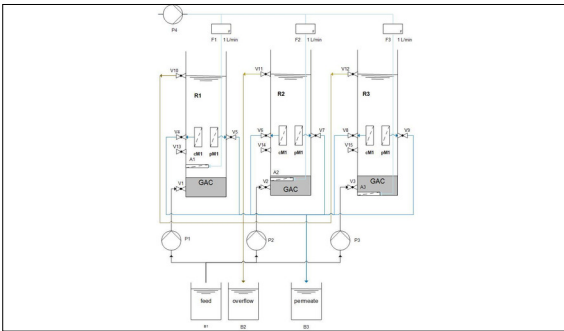 P4
F1 1 L/min F2 1 L/min F3 1 L/min
V10 V11 V12
R1 R2 R3
V4 V5 V6 V7 V8 V9
V13 cM1 pM1 V14 cM1 pM1 V15 cM1 pM1
A1 A2 A3
V1 GAC V2 GAC V3 GAC
P1 P2 P3
feed overflow permeate
B1 B2 B3